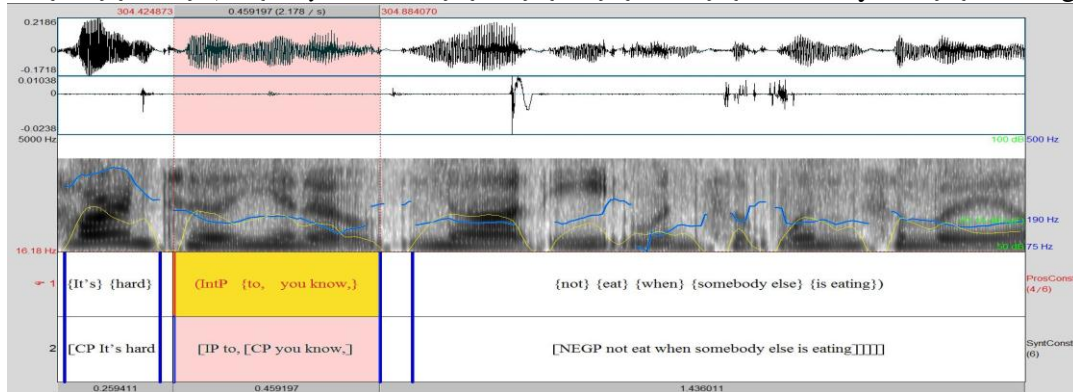 304.424873 0.459197 (2.178 / s) 304.884070
0.2186
0
-0.1718
0.01038
0
-0.0238
5000 Hz 100 dB 500 Hz
190 Hz
16.18 Hz 50 dB 75 Hz
1 {It's} {hard} (IntP {to, you know,} {not} {eat} {when} {somebody else} {is eating}) ProsConst
(4/6)
2 [CP It's hard [IP to, [CP you know,] [NEGP not eat when somebody else is eating]]]]] SyntConst
(6)
0.259411 0.459197 1.436011